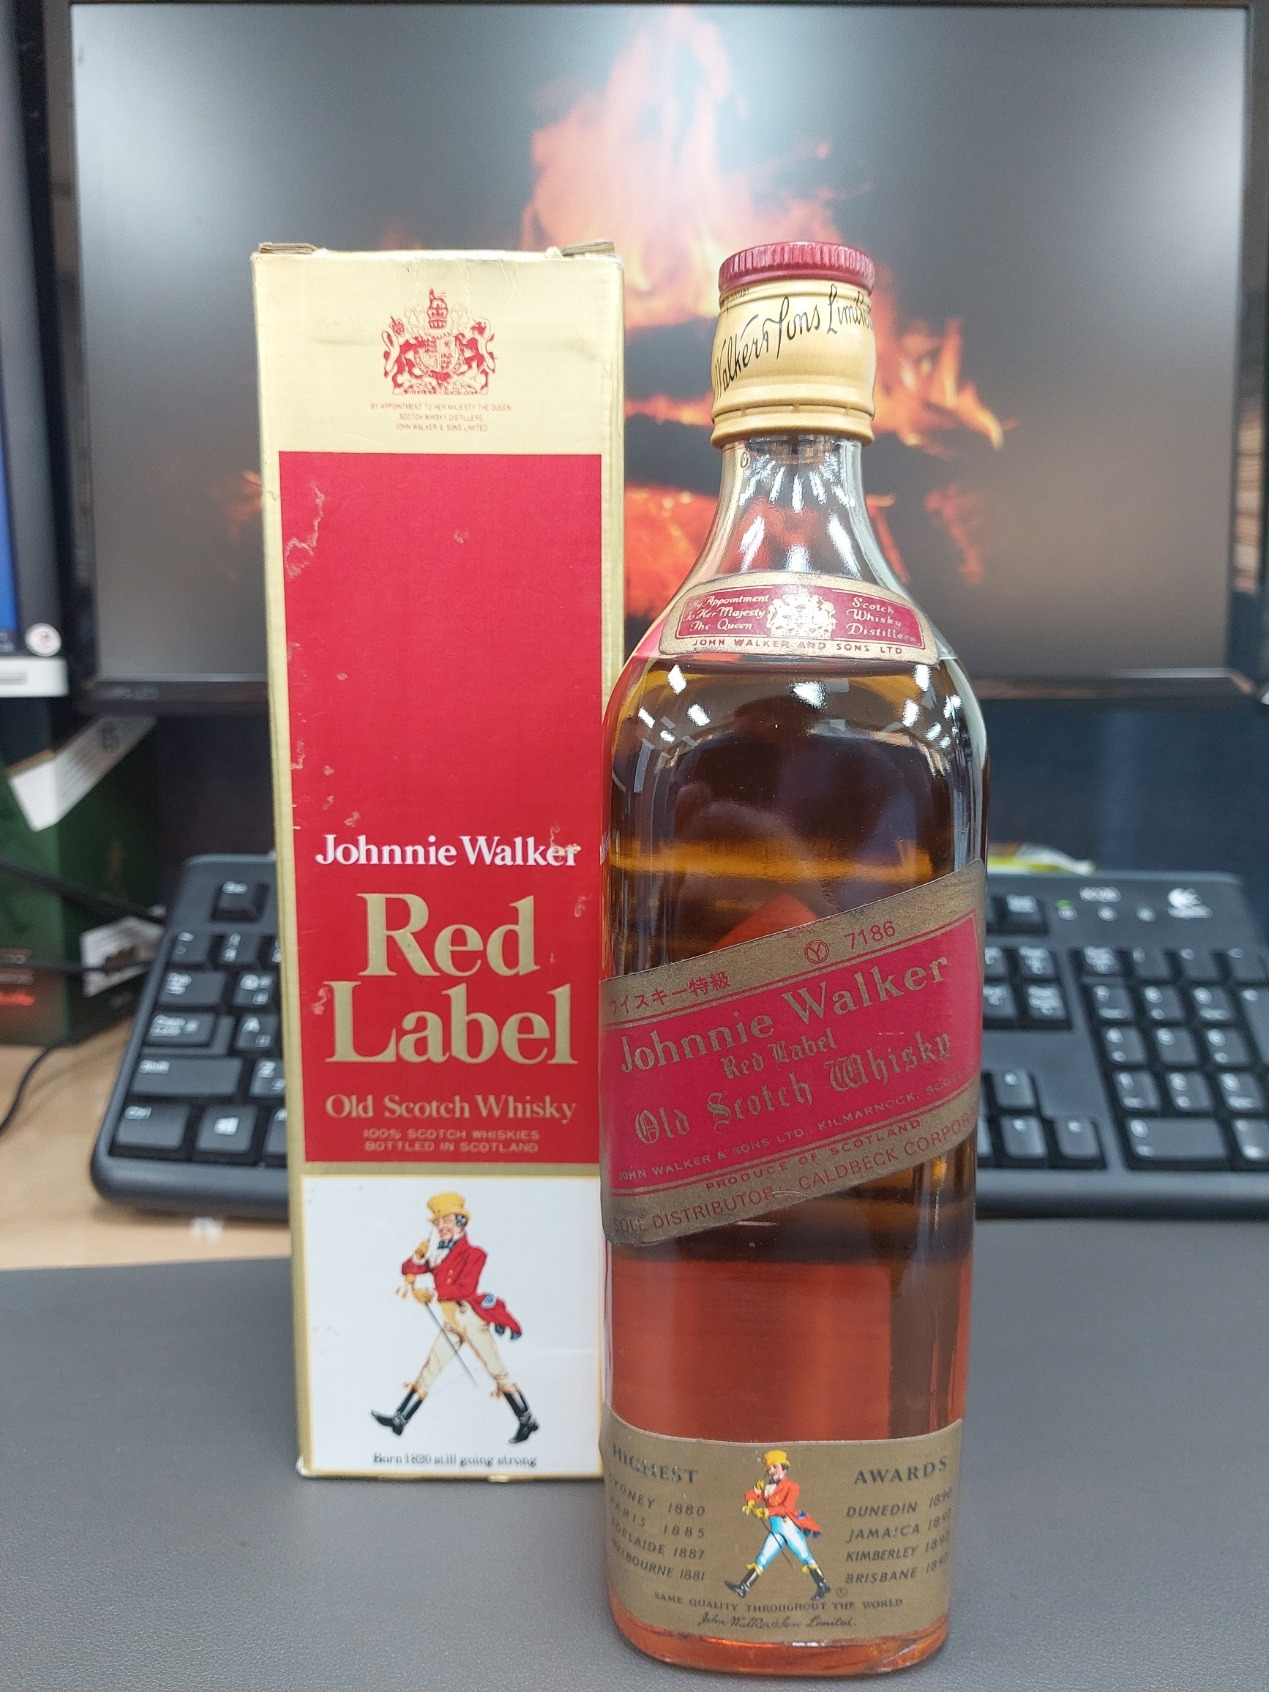 BY APPOINTMENT TO HER MAJESTY THE QUEEN
SCOTCH WHISKY DISTILLERS
JOHN WALKER & SONS LIMITED
Johnnie Walker
Red
Label
Old Scotch Whisky
100% SCOTCH WHISKIES
BOTTLED IN SCOTLAND
Born 1820 still going strong
Walker & Sons Limited
By Appointment
To Her Majesty
The Queen
Scotch
Whisky
Distillers
JOHN WALKER AND SONS LTD
ウイスキー特級 Ⓨ 7186
Johnnie Walker
Red Label
Old Scotch Whisky
JOHN WALKER & SONS LTD. KILMARNOCK.
PRODUCE OF SCOTLAND
SOLE DISTRIBUTOR: CALDBECK
HIGHEST AWARDS
SYDNEY 1880
PARIS 1885
ADELAIDE 1887
MELBOURNE 1881
DUNEDIN
JAMAICA
KIMBERLEY
BRISBANE
SAME QUALITY THROUGHOUT THE WORLD
John Walker & Sons Limited.